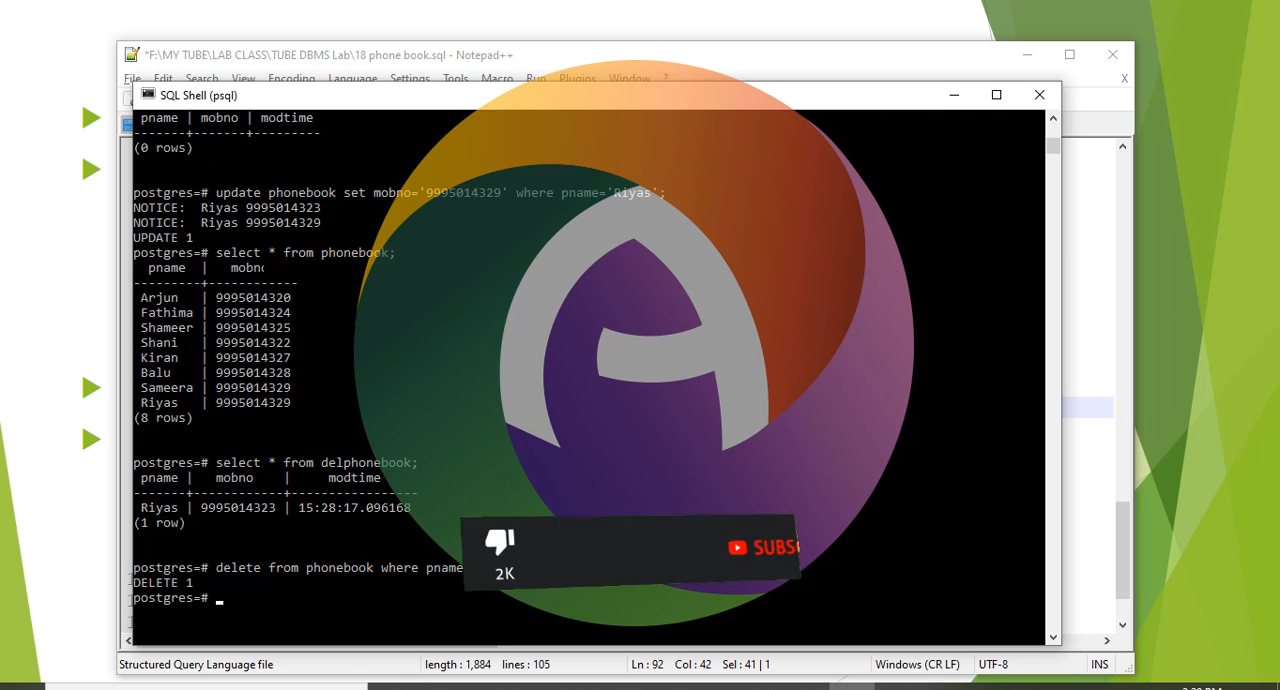 *F:\MY TUBE\LAB CLASS\TUBE DBMS Lab\18 phone book.sql - Notepad++
File Edit Search View Encoding Language Settings Tools Macro Run Plugins Window ?
X
SQL Shell (psql)
pname | mobno | modtime
-------+-------+---------
(0 rows)
postgres=# update phonebook set mobno='9995014329' where pname='Riyas';
NOTICE:  Riyas 9995014323
NOTICE:  Riyas 9995014329
UPDATE 1
postgres=# select * from phonebook;
pname | mobno
---------+------------
Arjun | 9995014320
Fathima | 9995014324
Shameer | 9995014325
Shani | 9995014322
Kiran | 9995014327
Balu | 9995014328
Sameera | 9995014329
Riyas | 9995014329
(8 rows)
postgres=# select * from delphonebook;
pname | mobno | modtime
-------+------------+-----------------
Riyas | 9995014323 | 15:28:17.096168
(1 row)
postgres=# delete from phonebook where pname
DELETE 1
postgres=#
2K
SUBS
Structured Query Language file length : 1,884 lines : 105 Ln : 92 Col : 42 Sel : 41 | 1 Windows (CR LF) UTF-8 INS